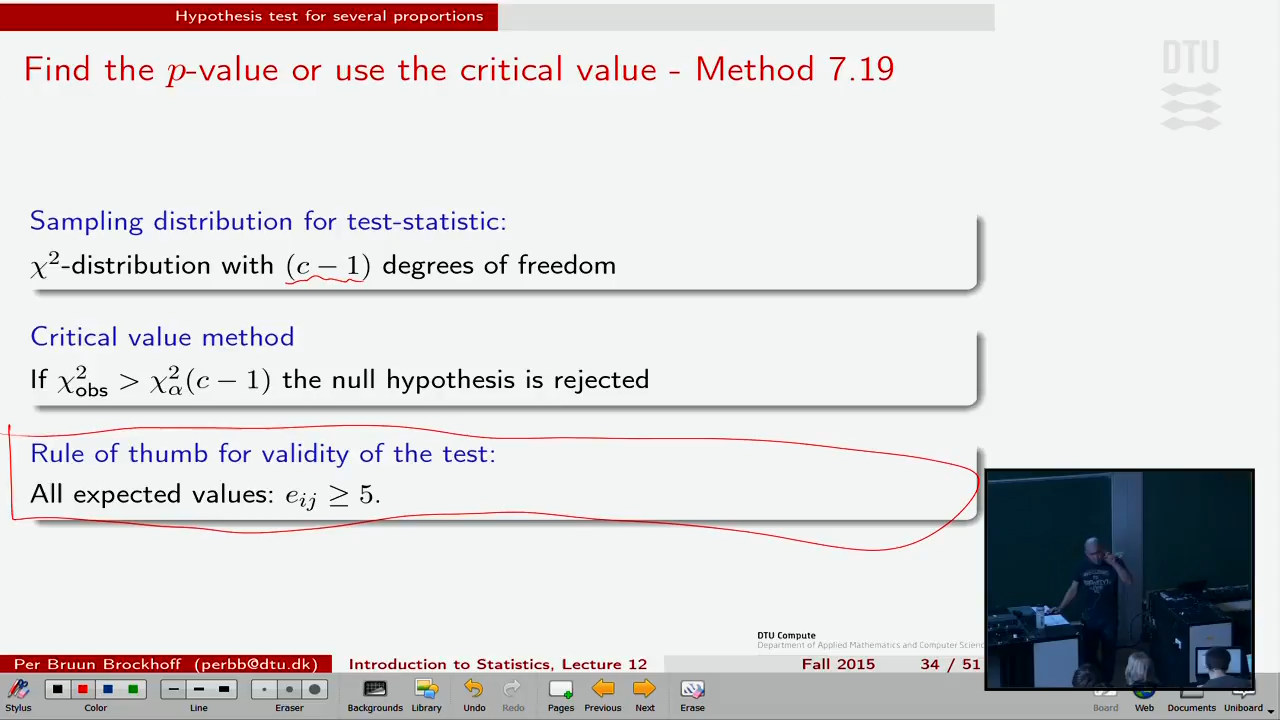 Hypothesis test for several proportions
Find the p-value or use the critical value - Method 7.19
DTU
Sampling distribution for test-statistic:
χ²-distribution with (c − 1) degrees of freedom
Critical value method
If χ²obs > χ²α(c − 1) the null hypothesis is rejected
Rule of thumb for validity of the test:
All expected values: eij ≥ 5.
DTU Compute
Department of Applied Mathematics and Computer Scienc
Per Bruun Brockhoff (perbb@dtu.dk) Introduction to Statistics, Lecture 12 Fall 2015 34 / 51
Stylus Color Line Eraser Backgrounds Library Undo Redo Pages Previous Next Erase Board Web Documents Uniboard